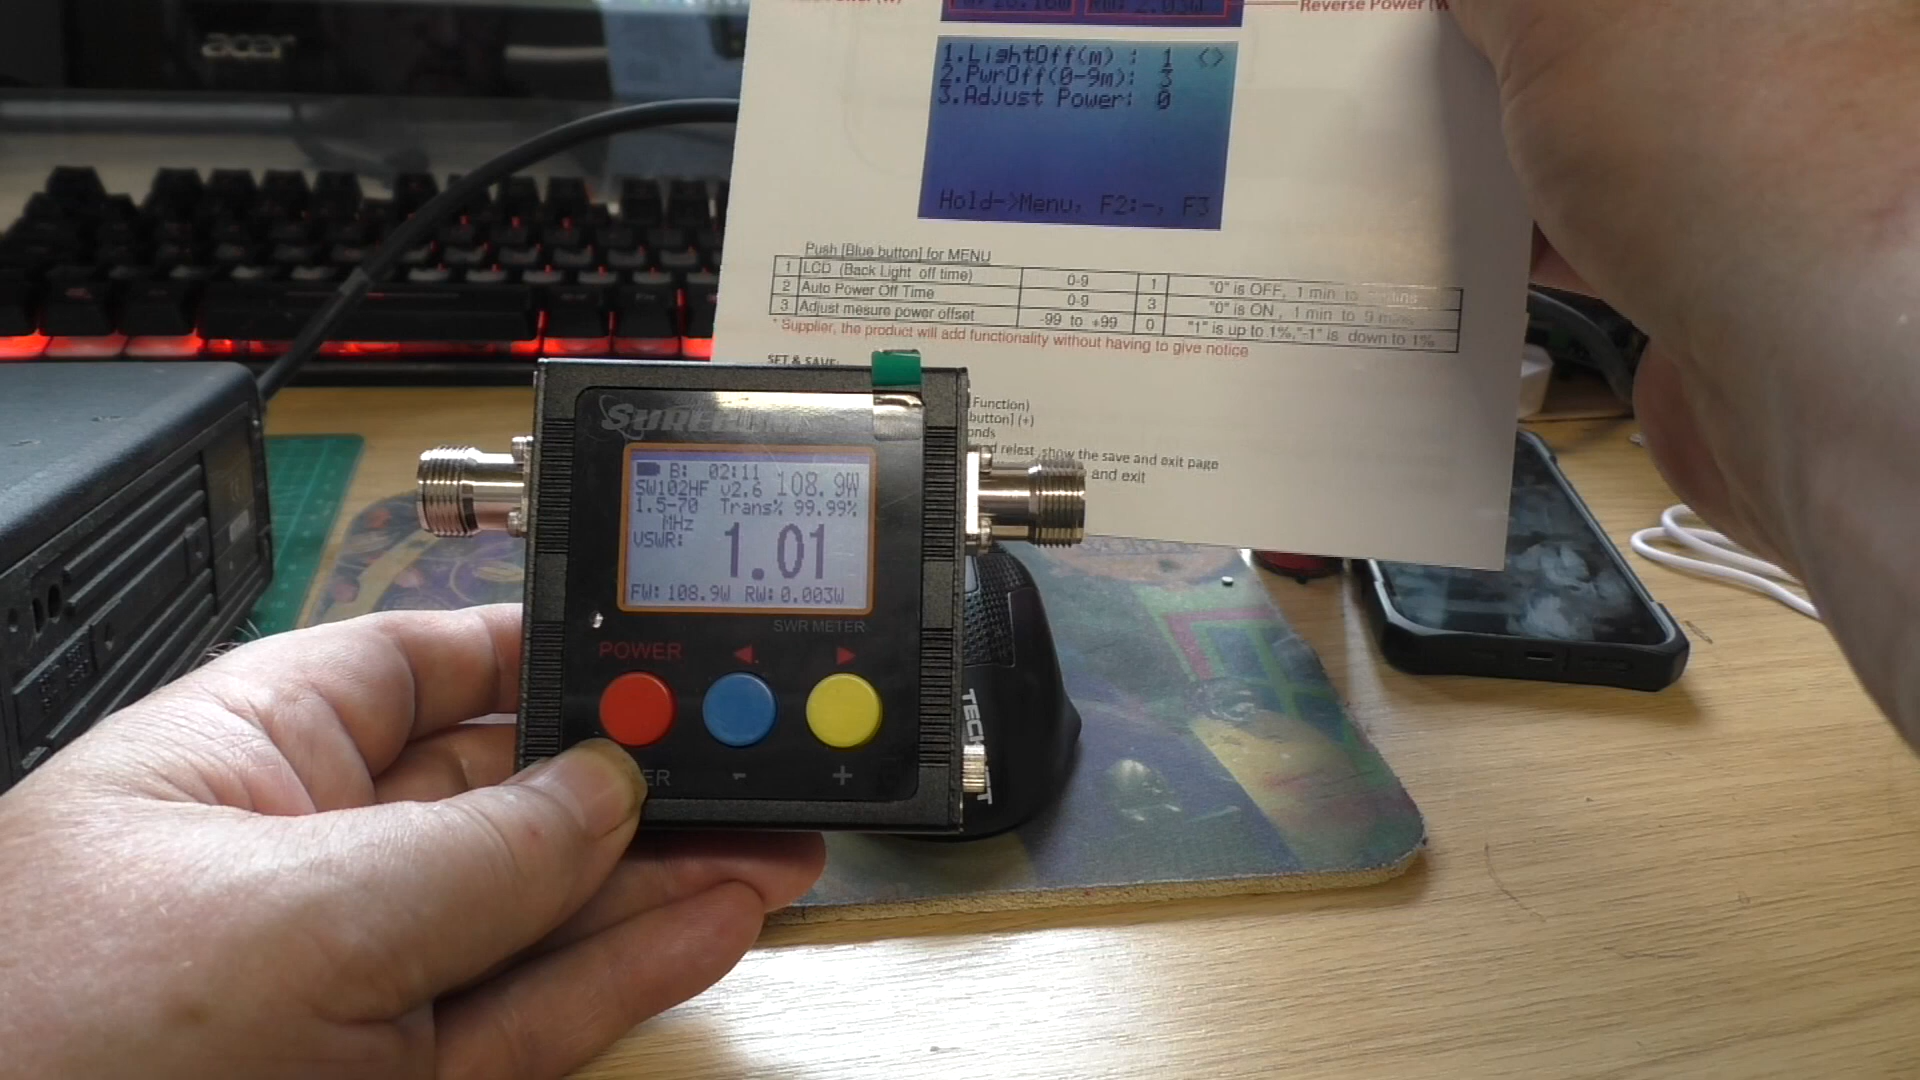 acer
Reverse Power (W
1.LightOff(m) : 1 <>
2.PwrOff(0-9m): 3
3.Adjust Power: 0
Hold->Menu, F2:-, F3
Push [Blue button] for MENU
1 LCD (Back Light off time) 0-9 1 "0" is OFF, 1 min to
2 Auto Power Off Time 0-9 3 "0" is ON, 1 min to 9
3 Adjust mesure power offset -99 to +99 0 "1" is up to 1%,"-1" is down to 1%
* Supplier, the product will add functionality without having to give notice
SET & SAVE:
Function)
button] (+)
onds
and relest ,show the save and exit page
and exit
B: 02:11 108.9W
SW102HF v2.6
1.5-70 Trans% 99.99%
MHz
VSWR: 1.01
FW: 108.9W RW: 0.003W
SWR METER
POWER
- +
TECH